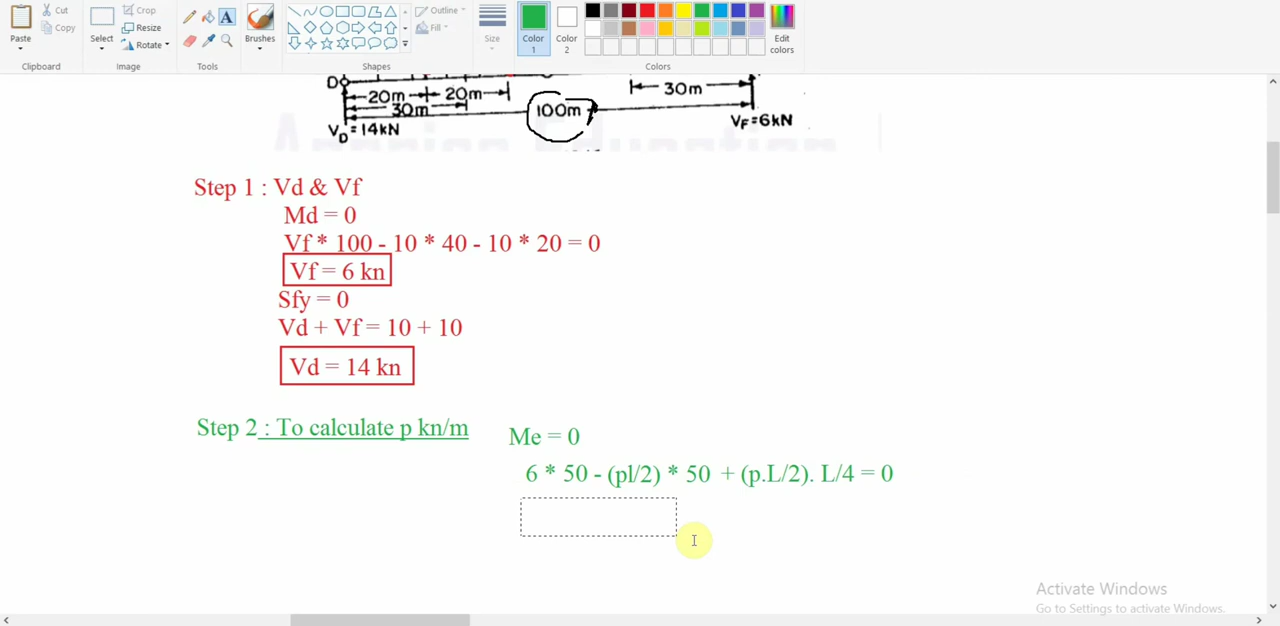 Paste
Cut
Copy
Clipboard
Select
Crop
Resize
Rotate
Image
A
Tools
Brushes
Shapes
Outline
Fill
Size
Color 1
Color 2
Edit colors
Colors
D
20m 20m
30m
30m
100m
VD = 14KN
VF = 6KN
Step 1 : Vd & Vf
Md = 0
Vf * 100 - 10 * 40 - 10 * 20 = 0
Vf = 6 kn
Sfy = 0
Vd + Vf = 10 + 10
Vd = 14 kn
Step 2 : To calculate p kn/m
Me = 0
6 * 50 - (pl/2) * 50 + (p.L/2). L/4 = 0
Activate Windows
Go to Settings to activate Windows.